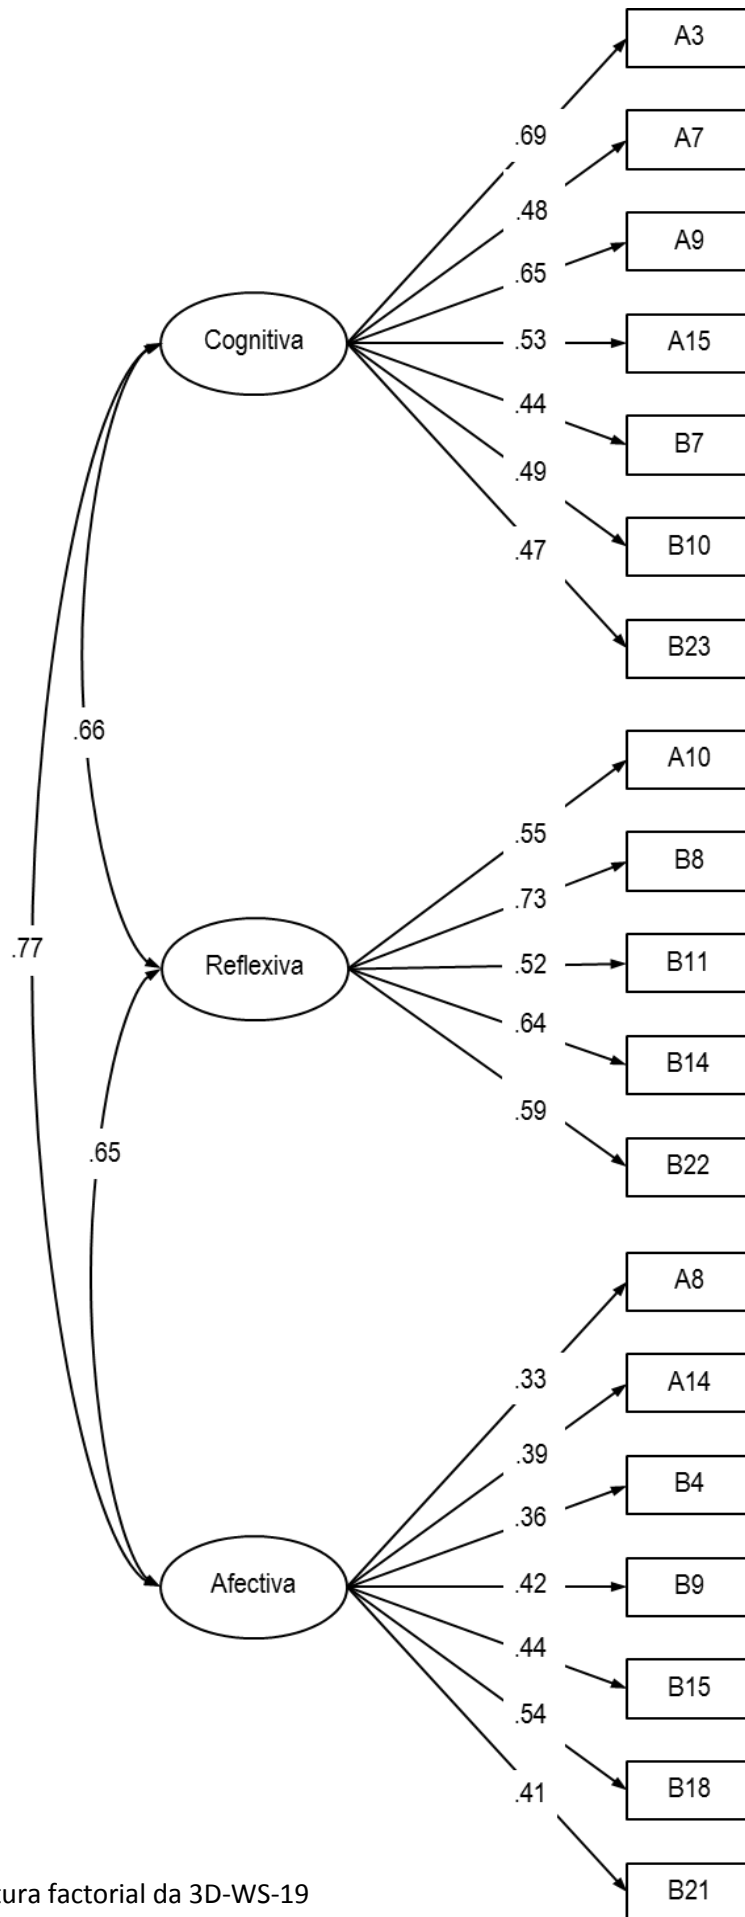 A3
.69
A7
.48
A9
.65
Cognitiva
.53
A15
.44
B7
.49
B10
.47
B23
.66
A10
.55
B8
.73
.77
Reflexiva
.52
B11
.64
B14
.65
.59
B22
A8
.33
A14
.39
B4
.36
Afectiva
.42
B9
.44
B15
.54
B18
.41
B21
factorial da 3D-WS-19